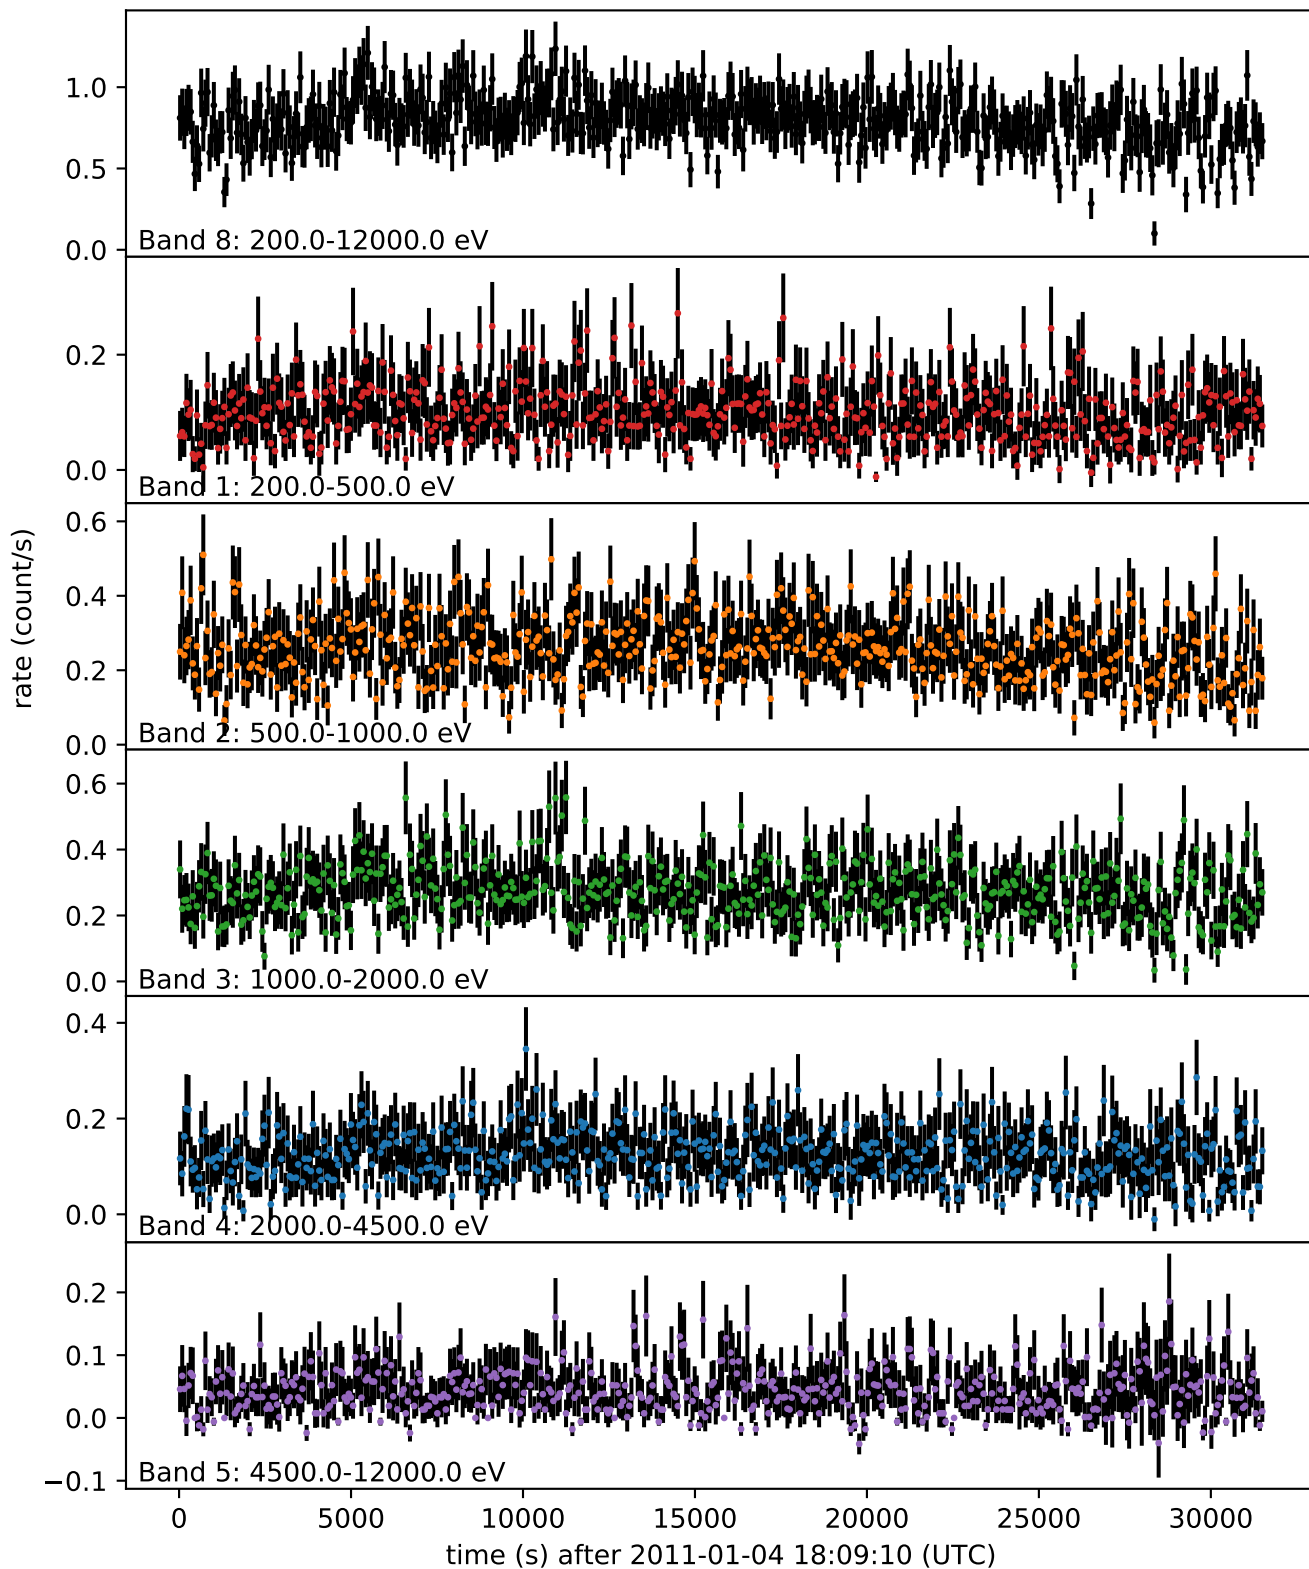 1.0
0.5
0.0
Band 8: 200.0-12000.0 eV
0.2
0.0
Band 1: 200.0-500.0 eV
0.6
0.4
0.2
0.0
Band 2: 500.0-1000.0 eV
0.6
0.4
0.2
0.0
Band 3: 1000.0-2000.0 eV
0.4
0.2
0.0
Band 4: 2000.0-4500.0 eV
0.2
0.1
0.0
−0.1
Band 5: 4500.0-12000.0 eV
rate (count/s)
0 5000 10000 15000 20000 25000 30000
time (s) after 2011-01-04 18:09:10 (UTC)